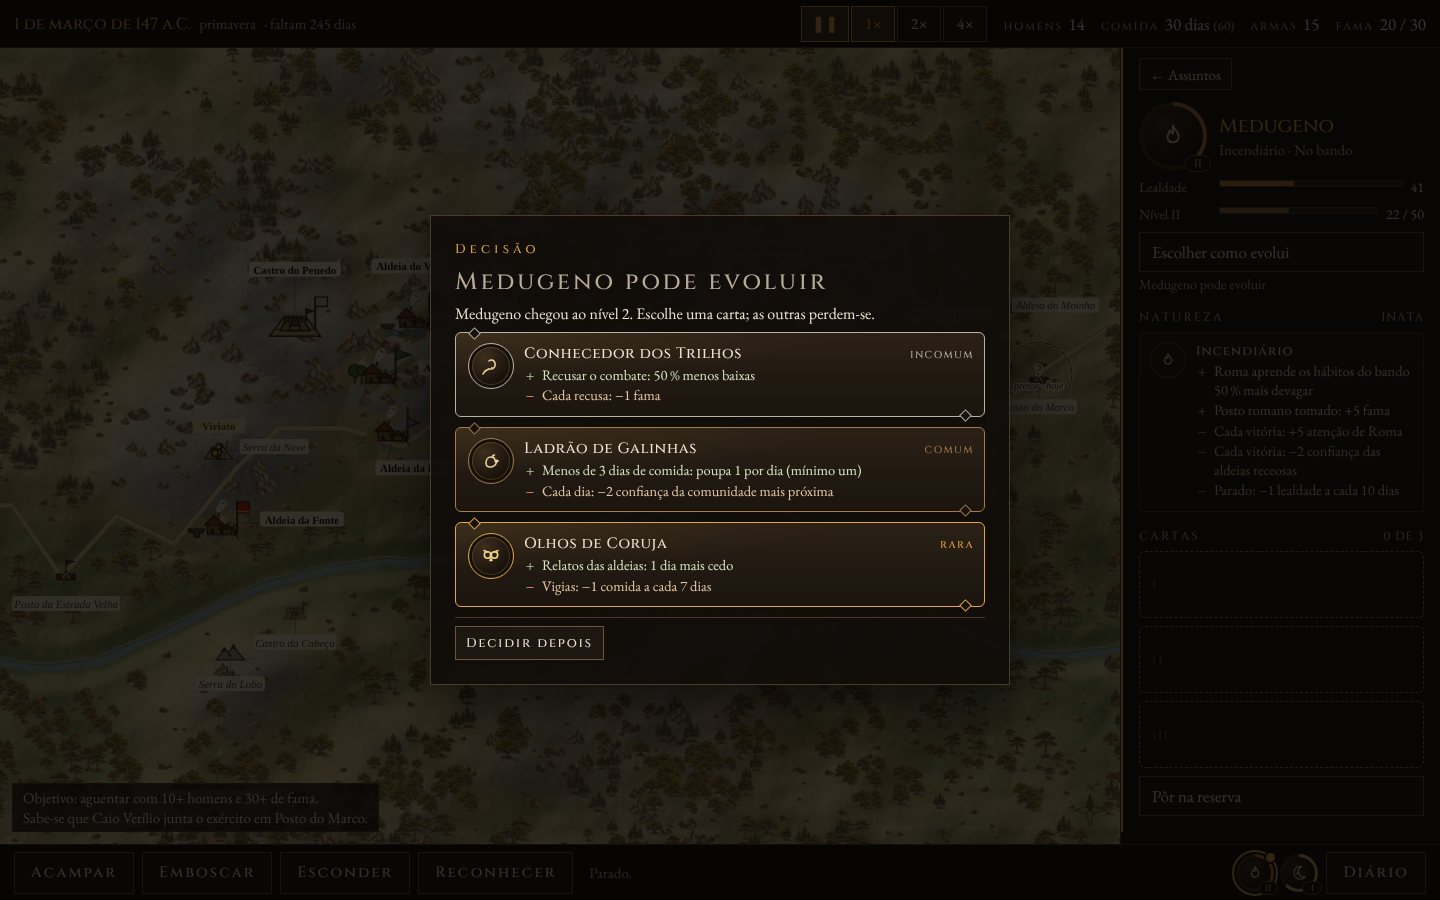 1 DE MARÇO DE 147 A.C. primavera · faltam 245 dias
1×
2×
4×
HOMENS 14 COMIDA 30 dias (60) ARMAS 15 FAMA 20 / 30
← Assuntos
MEDUGENO
Incendiário · No bando
II
Lealdade 41
Nível II 22 / 50
Escolher como evolui
Medugeno pode evoluir
NATUREZA INATA
INCENDIÁRIO
+ Roma aprende os hábitos do bando
50 % mais devagar
+ Posto romano tomado: +5 fama
− Cada vitória: +5 atenção de Roma
− Cada vitória: −2 confiança das
aldeias receosas
− Parado: −1 lealdade a cada 10 dias
CARTAS 0 DE 3
I
II
III
Pôr na reserva
DECISÃO
MEDUGENO PODE EVOLUIR
Medugeno chegou ao nível 2. Escolhe uma carta; as outras perdem-se.
CONHECEDOR DOS TRILHOS INCOMUM
+ Recusar o combate: 50 % menos baixas
− Cada recusa: −1 fama
LADRÃO DE GALINHAS COMUM
+ Menos de 3 dias de comida: poupa 1 por dia (mínimo um)
− Cada dia: −2 confiança da comunidade mais próxima
OLHOS DE CORUJA RARA
+ Relatos das aldeias: 1 dia mais cedo
− Vigias: −1 comida a cada 7 dias
DECIDIR DEPOIS
Castro do Penedo
Aldeia do V
Aldeia do Moinho
Viriato
Serra da Neve
Aldeia da
Aldeia da Fonte
Posto da Estrada Velha
Castro da Cabeça
Serra do Lobo
pretor · hoje
Posto do Marco
Objetivo: aguentar com 10+ homens e 30+ de fama.
Sabe-se que Caio Vetílio junta o exército em Posto do Marco.
ACAMPAR
EMBOSCAR
ESCONDER
RECONHECER
Parado.
II
I
DIÁRIO